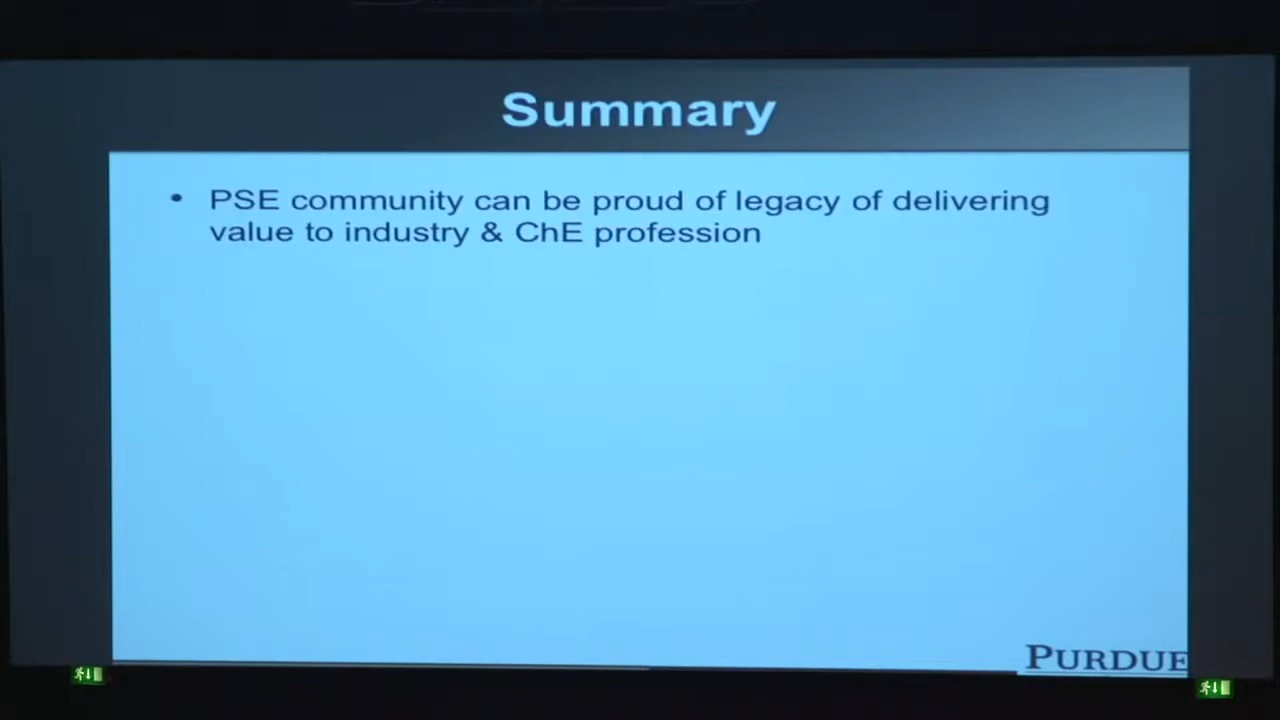 Summary
• PSE community can be proud of legacy of delivering
value to industry & ChE profession
PURDUE